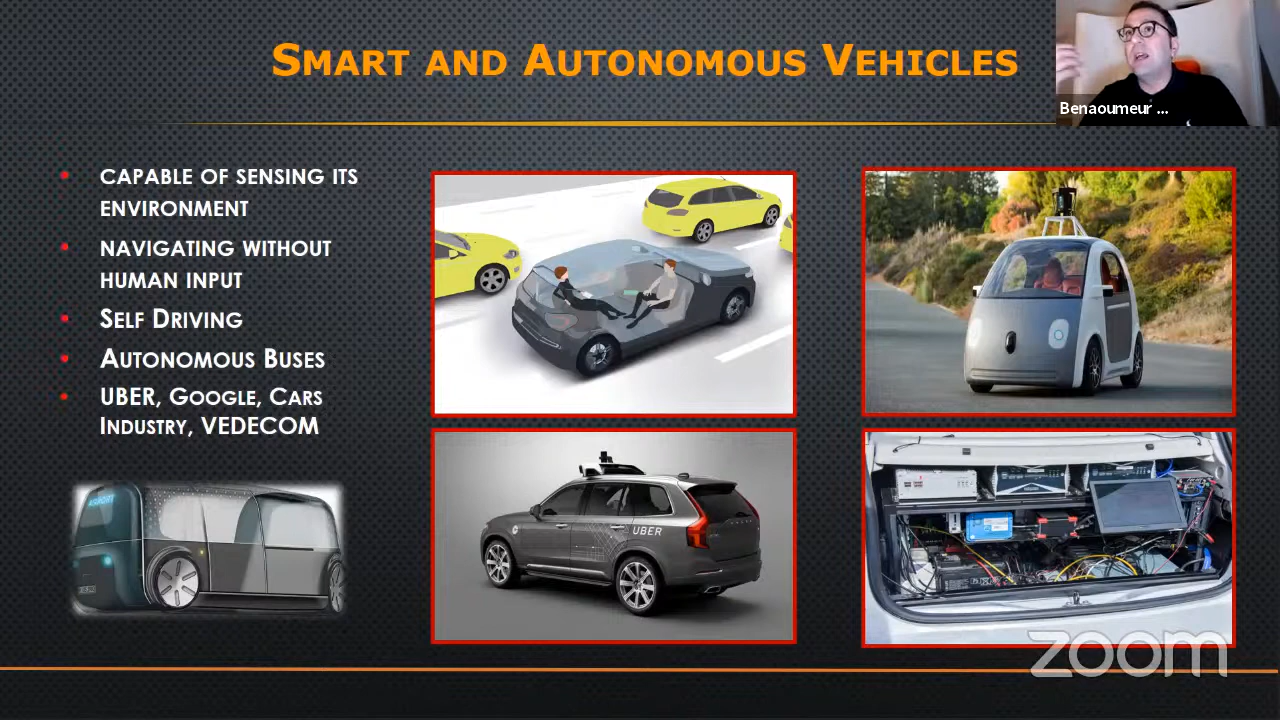 SMART AND AUTONOMOUS VEHICLES
Benaoumeur ...
• CAPABLE OF SENSING ITS
ENVIRONMENT
• NAVIGATING WITHOUT
HUMAN INPUT
• SELF DRIVING
• AUTONOMOUS BUSES
• UBER, GOOGLE, CARS
INDUSTRY, VEDECOM
UBER
zoom